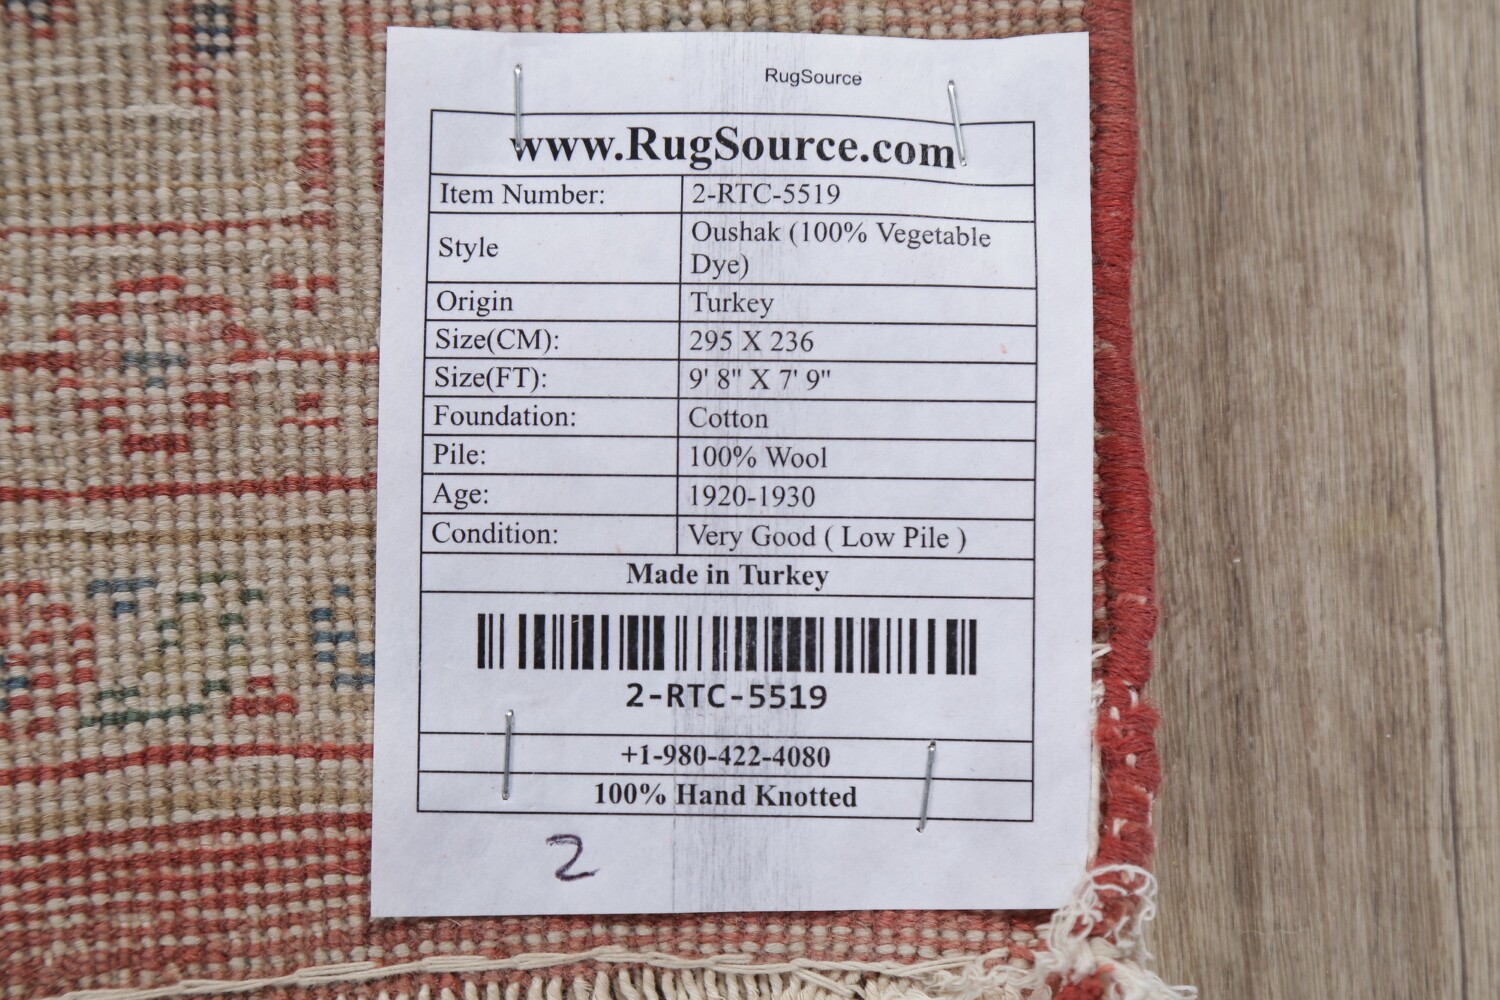 RugSource
www.RugSource.com
Item Number: 2-RTC-5519
Style Oushak (100% Vegetable
Dye)
Origin Turkey
Size(CM): 295 X 236
Size(FT): 9' 8" X 7' 9"
Foundation: Cotton
Pile: 100% Wool
Age: 1920-1930
Condition: Very Good ( Low Pile )
Made in Turkey
2-RTC-5519
+1-980-422-4080
100% Hand Knotted
2